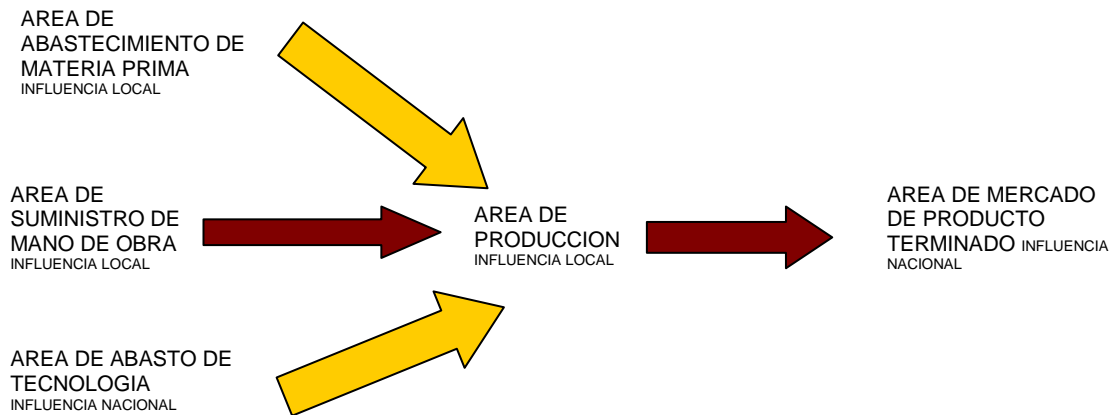 AREA DE
ABASTECIMIENTO DE
MATERIA PRIMA
INFLUENCIA LOCAL
AREA DE
SUMINISTRO DE
MANO DE OBRA
INFLUENCIA LOCAL
AREA DE ABASTO DE
TECNOLOGIA
INFLUENCIA NACIONAL
AREA DE
PRODUCCION
INFLUENCIA LOCAL
AREA DE MERCADO
DE PRODUCTO
TERMINADO INFLUENCIA
NACIONAL